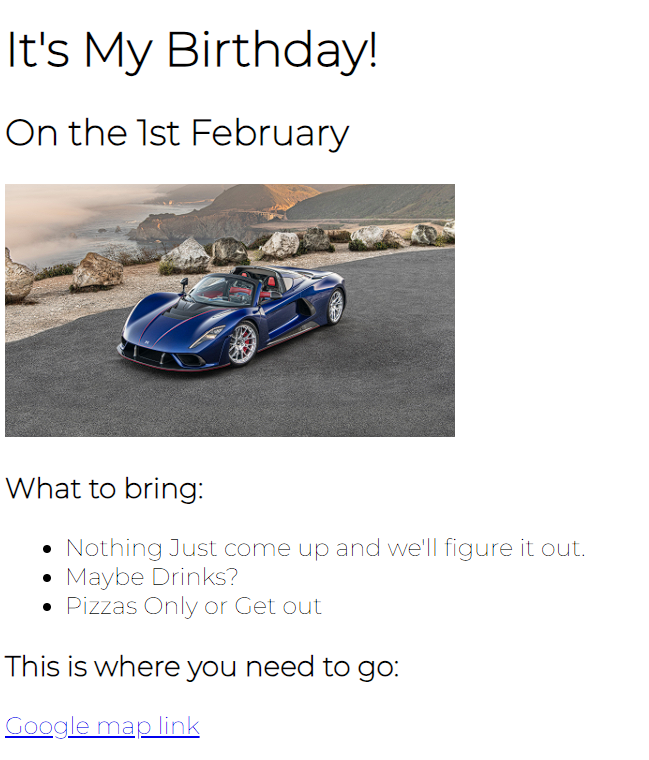 It's My Birthday!
On the 1st February
What to bring:
Nothing Just come up and we'll figure it out.
Maybe Drinks?
Pizzas Only or Get out
This is where you need to go:
Google map link